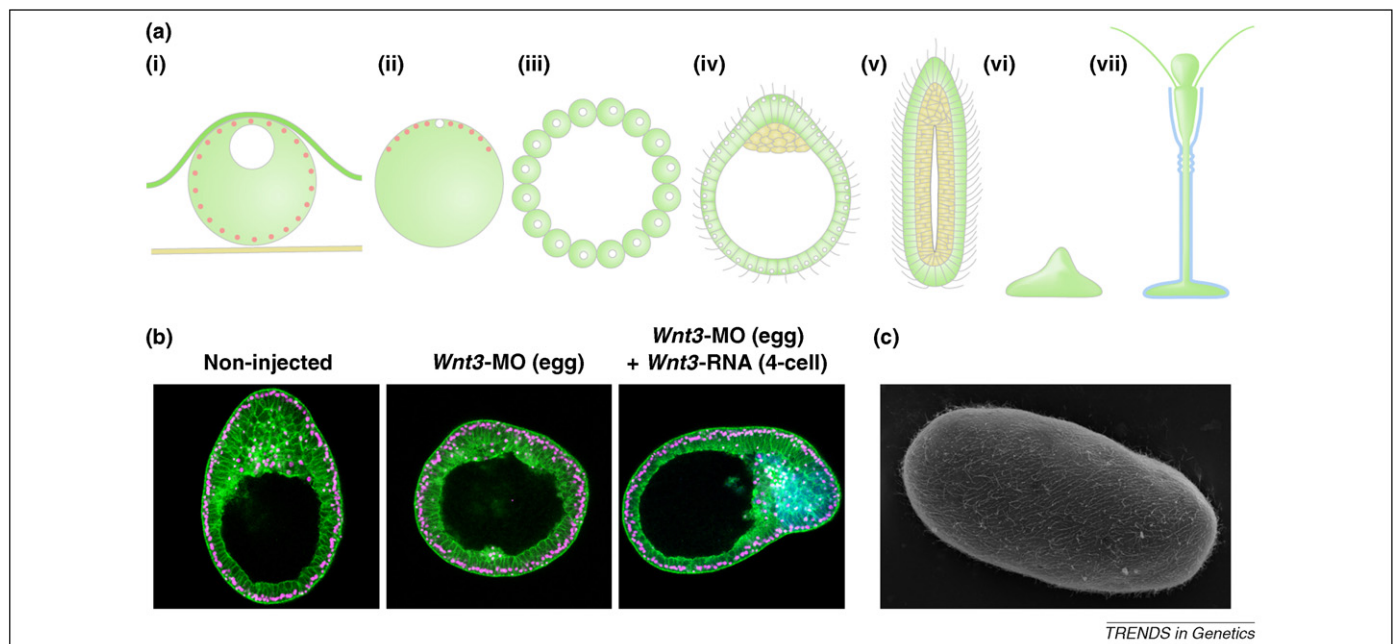 (a)
(i) (ii) (iii) (iv) (v) (vi) (vii)
(b)
Non-injected
Wnt3-MO (egg)
Wnt3-MO (egg)
+ Wnt3-RNA (4-cell)
(c)
TRENDS in Genetics